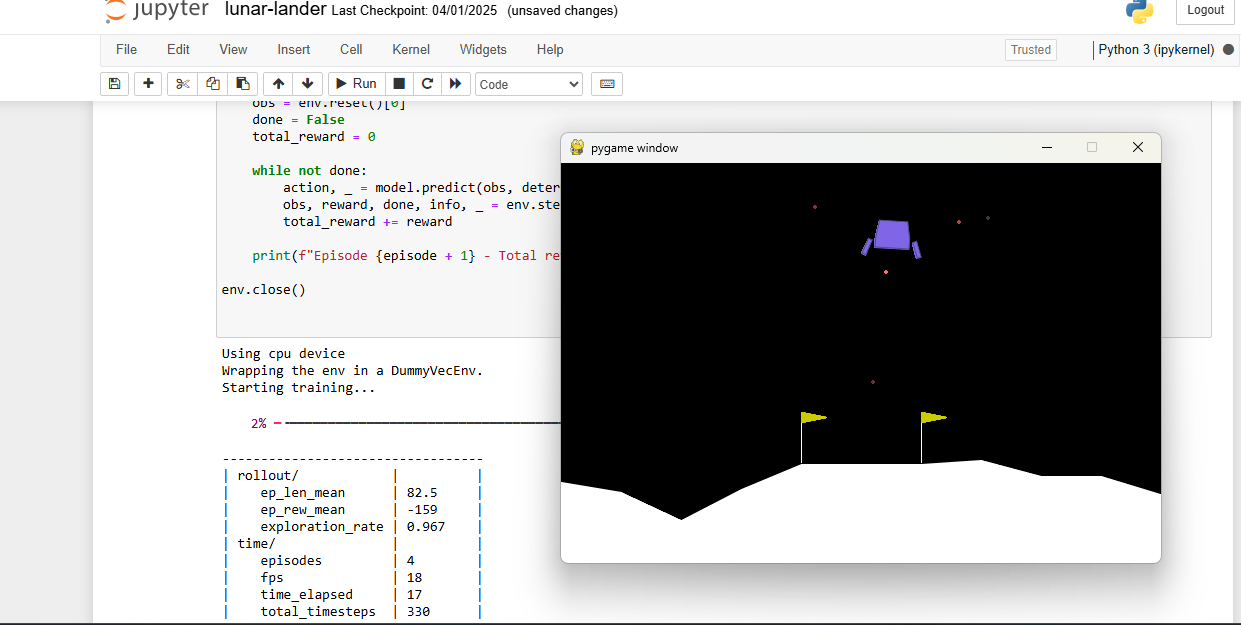 jupyter lunar-lander Last Checkpoint: 04/01/2025 (unsaved changes)
Logout
File Edit View Insert Cell Kernel Widgets Help
Trusted
Python 3 (ipykernel)
Run
Code
obs = env.reset()[0]
done = False
total_reward = 0
while not done:
action, _ = model.predict(obs, deter
obs, reward, done, info, _ = env.ste
total_reward += reward
print(f"Episode {episode + 1} - Total re
env.close()
pygame window
Using cpu device
Wrapping the env in a DummyVecEnv.
Starting training...
2%
----------------------------------
| rollout/ | |
| ep_len_mean | 82.5 |
| ep_rew_mean | -159 |
| exploration_rate | 0.967 |
| time/ | |
| episodes | 4 |
| fps | 18 |
| time_elapsed | 17 |
| total_timesteps | 330 |